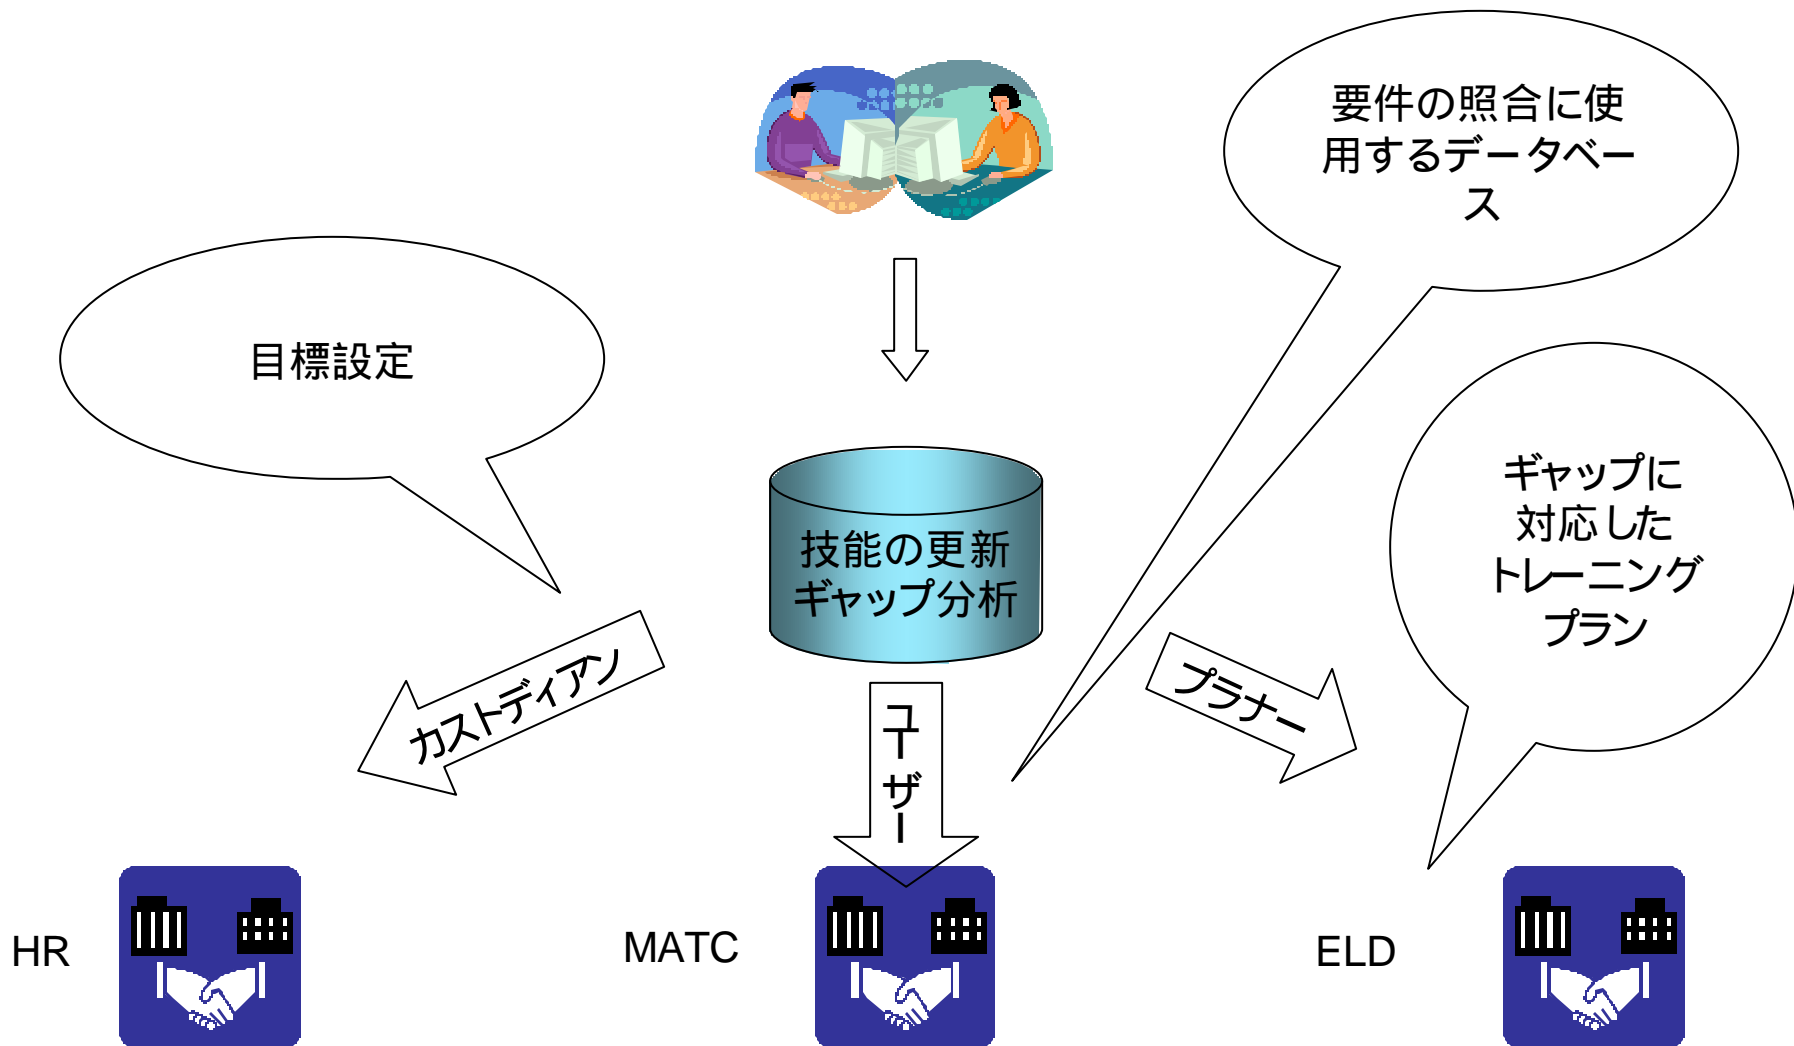 要件の照合に使
用するデータベー
ス
目標設定
ギャップに
対応した
トレーニング
プラン
技能の更新
ギャップ分析
カストディアン
ユーザー
プラナー
HR
MATC
ELD